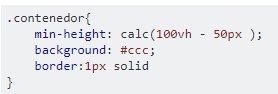 .contenedor{
min-height: calc(100vh - 50px );
background: #ccc;
border:1px solid
}